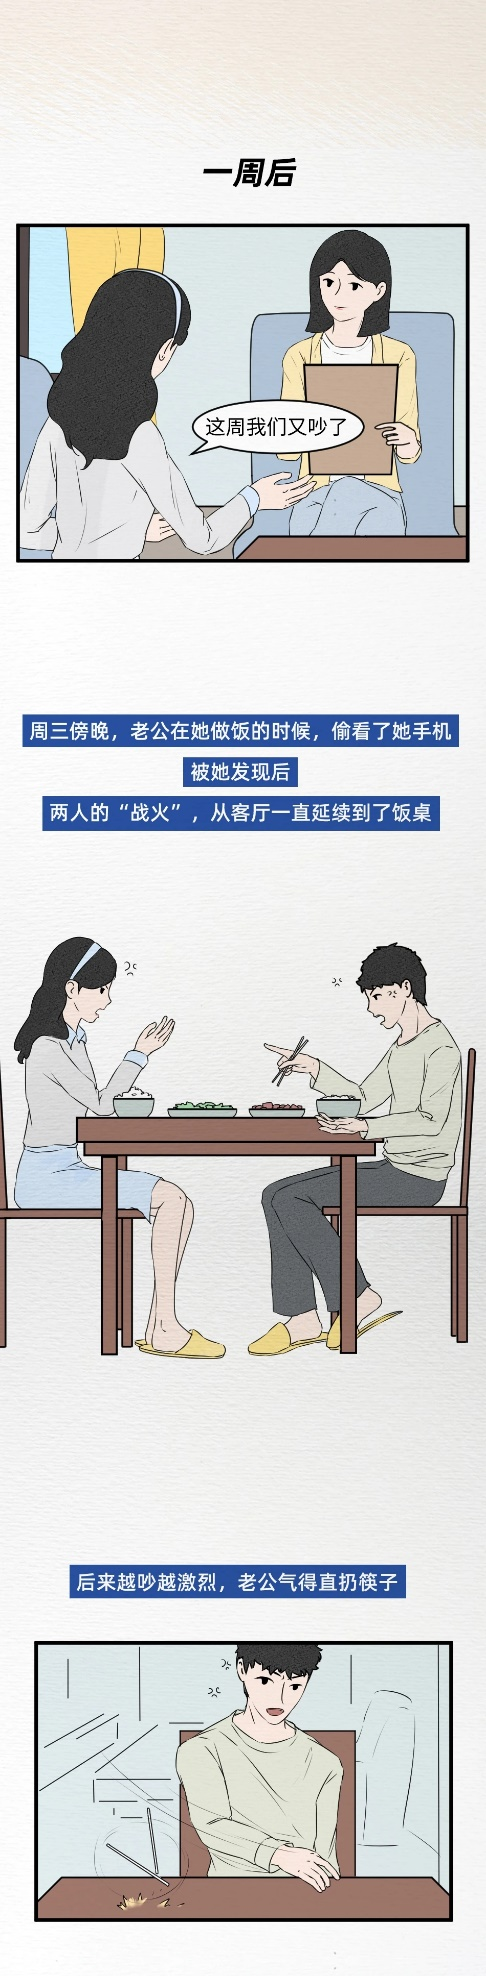 一周后
这周我们又吵了
周三傍晚，老公在她做饭的时候，偷看了她手机
被她发现后
两人的“战火”，从客厅一直延续到了饭桌
后来越吵越激烈，老公气得直扔筷子